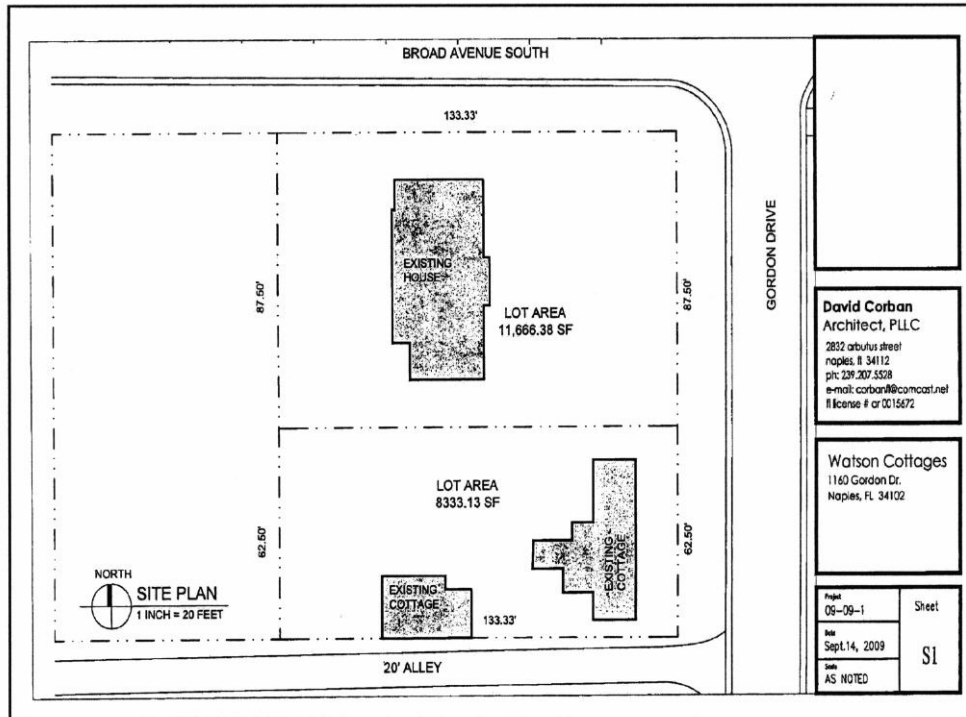 BROAD AVENUE SOUTH
133.33'
GORDON DRIVE
87.50'
EXISTING
HOUSE
LOT AREA
11,666.38 SF
87.50'
LOT AREA
8333.13 SF
62.50'
62.50'
EXISTING
COTTAGE
EXISTING
COTTAGE
133.33'
NORTH
SITE PLAN
1 INCH = 20 FEET
20' ALLEY
David Corban
Architect, PLLC
2832 arbutus street
naples, fl 34112
ph: 239.207.5528
e-mail: corbanfl@comcast.net
fl license # ar 0015672
Watson Cottages
1160 Gordon Dr.
Naples, FL 34102
Project
09-09-1
Sheet
Date
Sept.14, 2009
S1
Scale
AS NOTED